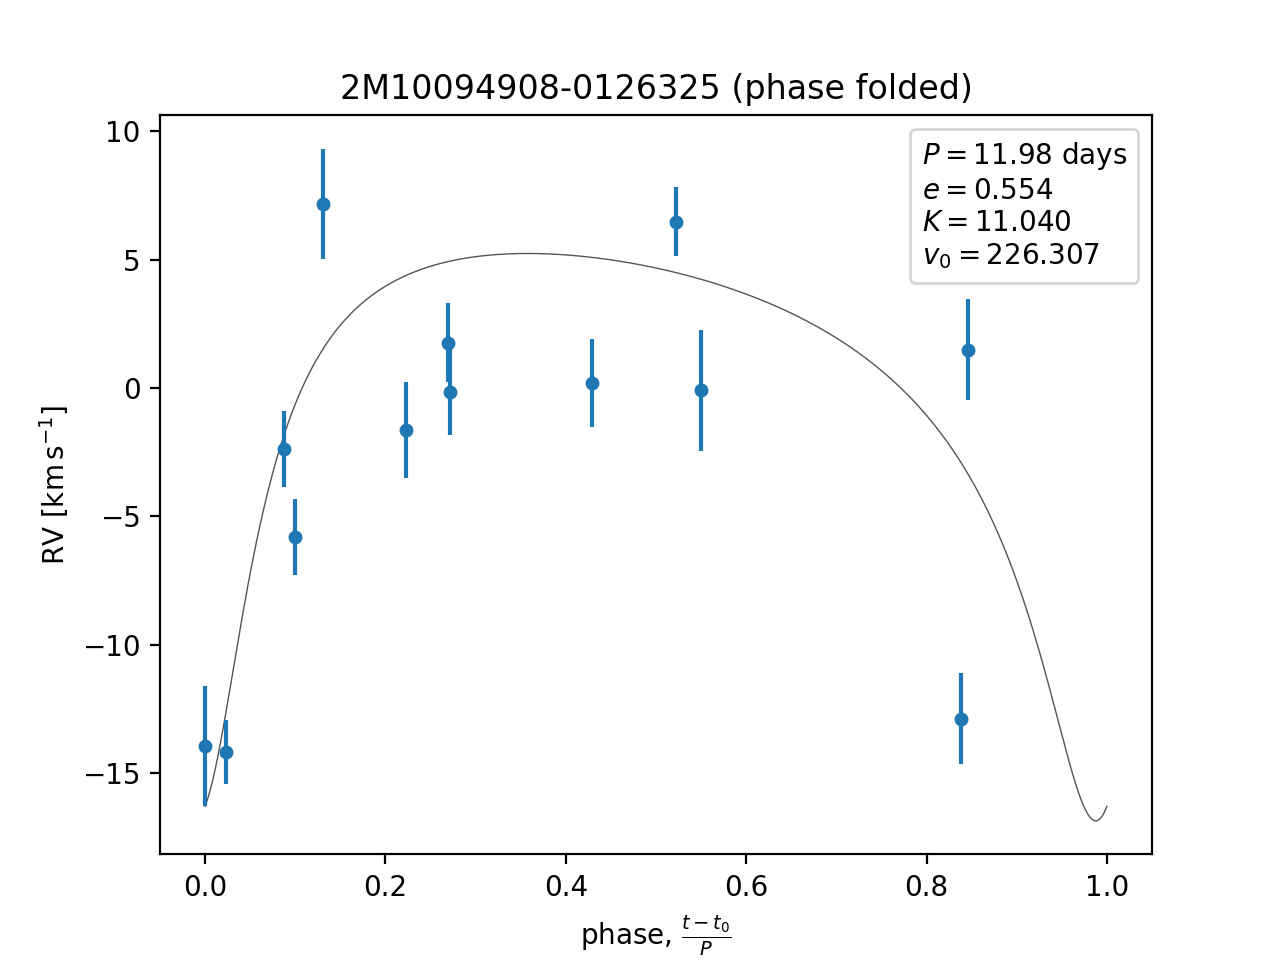 2M10094908-0126325 (phase folded)
P = 11.98 days
e = 0.554
K = 11.040
v₀ = 226.307
10
5
0
−5
−10
−15
RV [km s⁻¹]
0.0 0.2 0.4 0.6 0.8 1.0
phase, (t − t₀)/P